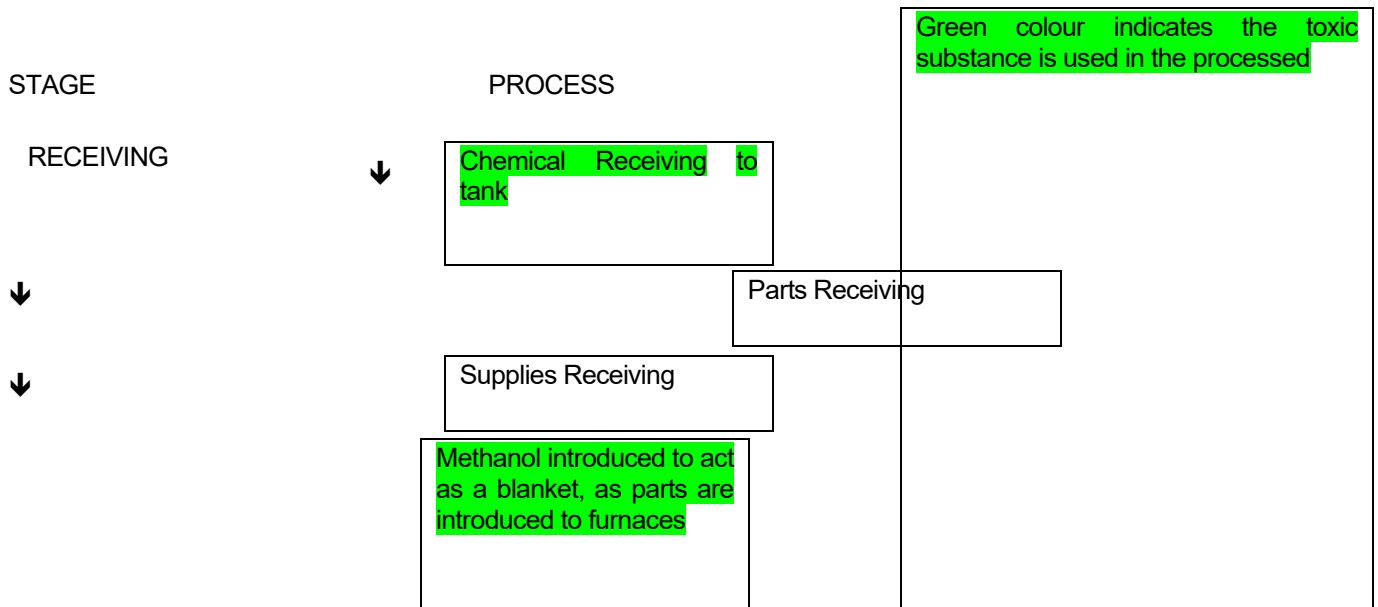 Green colour indicates the toxic
substance is used in the processed
STAGE
PROCESS
RECEIVING
Chemical Receiving to
tank
Parts Receiving
Supplies Receiving
Methanol introduced to act
as a blanket, as parts are
introduced to furnaces